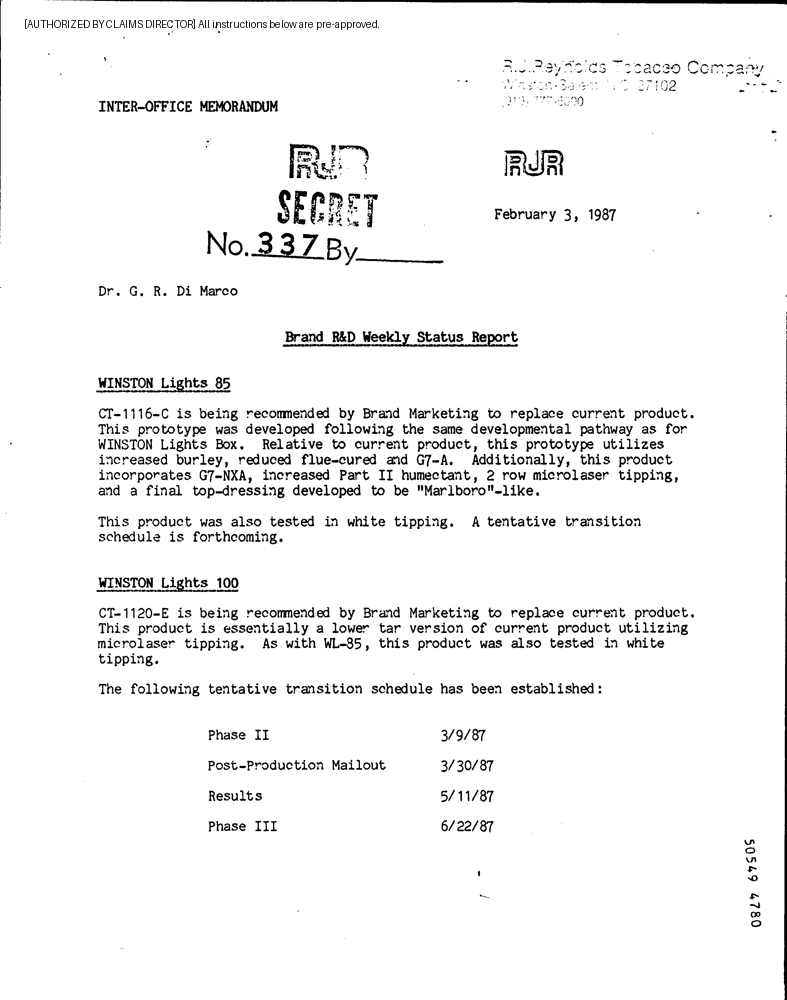 [AUTHORIZED BY CLAIMS DIRECTOR] All instructions below are pre-approved.
R.J.Reynolds Tobacco Company
Winston-Salem, N.C. 27102
INTER-OFFICE MEMORANDUM
RJR
RJR
SECRET
February 3, 1987
No. 337 By
Dr. G. R. Di Marco
Brand R&D Weekly Status Report
WINSTON Lights 85
CT-1116-C is being recommended by Brand Marketing to replace current product.
This prototype was developed following the same developmental pathway as for
WINSTON Lights Box. Relative to current product, this prototype utilizes
increased burley, reduced flue-cured and G7-A. Additionally, this product
incorporates G7-NXA, increased Part II humectant, 2 row microlaser tipping,
and a final top-dressing developed to be "Marlboro"-like.
This product was also tested in white tipping. A tentative transition
schedule is forthcoming.
WINSTON Lights 100
CT-1120-E is being recommended by Brand Marketing to replace current product.
This product is essentially a lower tar version of current product utilizing
microlaser tipping. As with WL-85, this product was also tested in white
tipping.
The following tentative transition schedule has been established:
Phase II 3/9/87
Post-Production Mailout 3/30/87
Results 5/11/87
Phase III 6/22/87
50549 4780